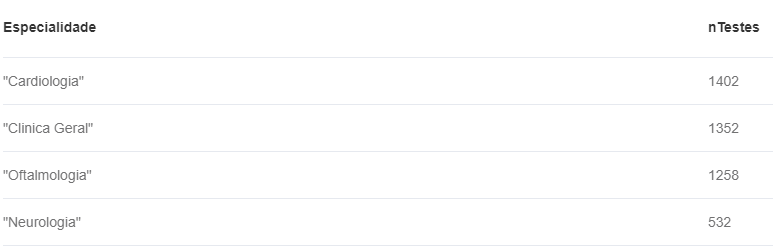 Especialidade nTestes
"Cardiologia" 1402
"Clinica Geral" 1352
"Oftalmologia" 1258
"Neurologia" 532